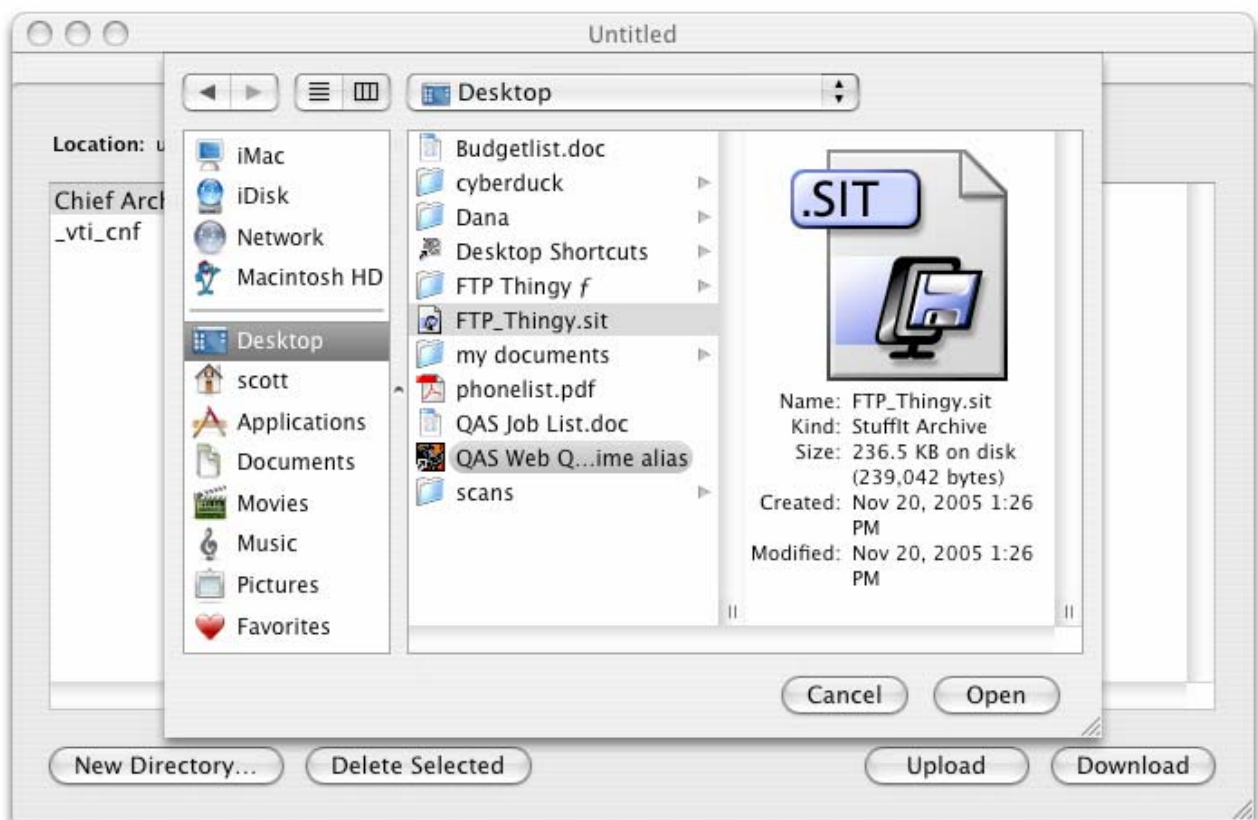 Untitled
Desktop
Location: u
Chief Arch
_vti_cnf
iMac
iDisk
Network
Macintosh HD
Desktop
scott
Applications
Documents
Movies
Music
Pictures
Favorites
Budgetlist.doc
cyberduck
Dana
Desktop Shortcuts
FTP Thingy ƒ
FTP_Thingy.sit
my documents
phonelist.pdf
QAS Job List.doc
QAS Web Q...ime alias
scans
.SIT
Name: FTP_Thingy.sit
Kind: StuffIt Archive
Size: 236.5 KB on disk
(239,042 bytes)
Created: Nov 20, 2005 1:26
PM
Modified: Nov 20, 2005 1:26
PM
Cancel
Open
New Directory...
Delete Selected
Upload
Download